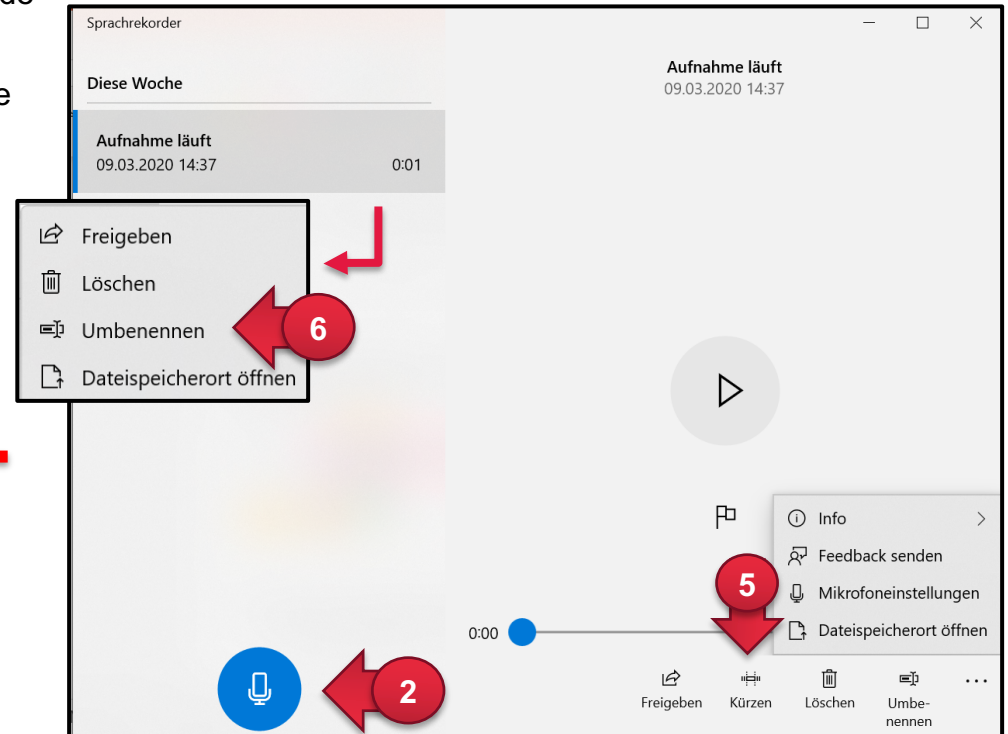 Sprachrekorder
Diese Woche
Aufnahme läuft
09.03.2020 14:37
0:01
Freigeben
Löschen
Umbenennen
6
Dateispeicherort öffnen
2
Aufnahme läuft
09.03.2020 14:37
Info
Feedback senden
Mikrofoneinstellungen
Dateispeicherort öffnen
5
0:00
Freigeben
Kürzen
Löschen
Umbe-
nennen
...